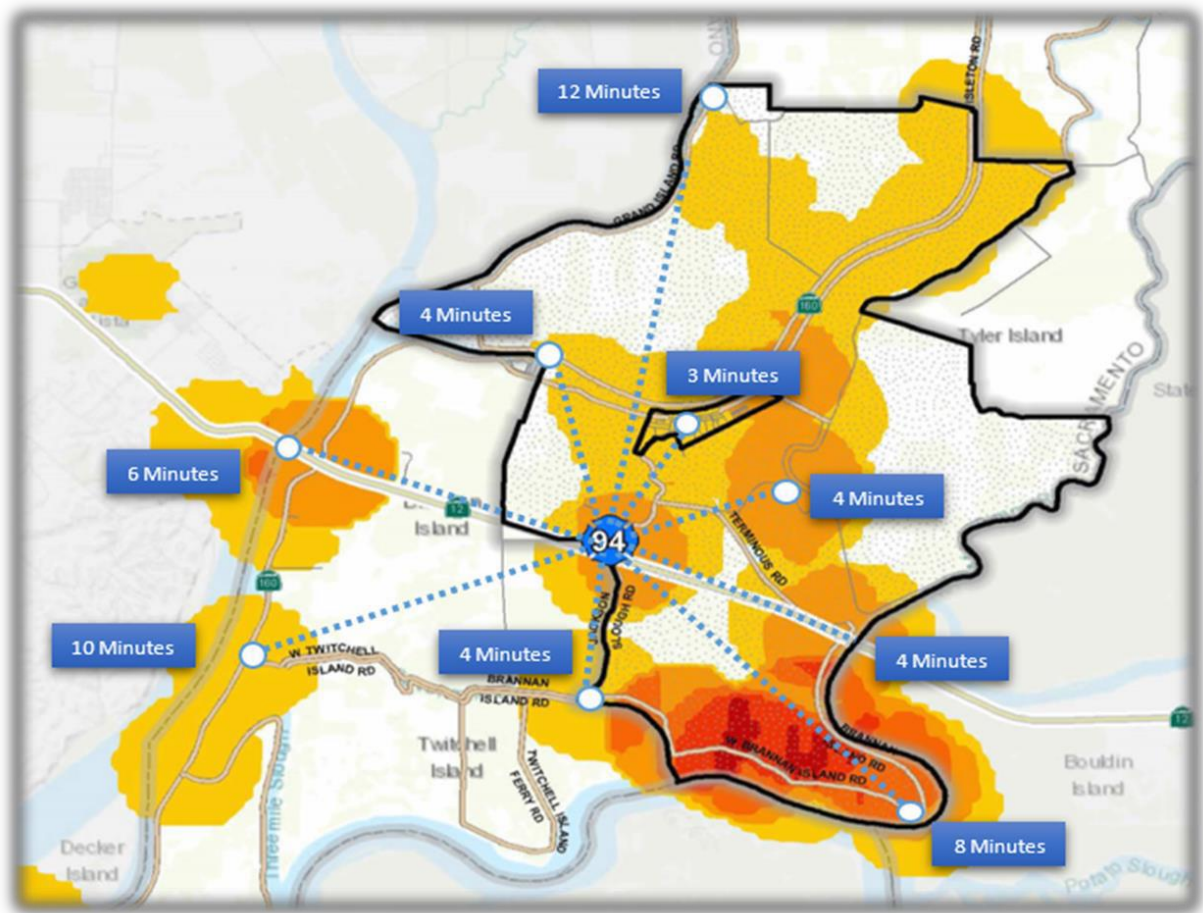 ISLETON RD
12 Minutes
GRAND ISLAND RD
4 Minutes
160
Tyler Island
3 Minutes
SACRAMENTO
6 Minutes
4 Minutes
12
Island
94
TERMINOUS RD
160
JACKSON
SLOUGH RD
10 Minutes
W TWITCHELL
ISLAND RD
4 Minutes
BRANNAN
ISLAND RD
4 Minutes
12
Twitchell
Island
TWITCHELL ISLAND
FERRY RD
W BRANNAN ISLAND RD
BRANNAN
RD
Bouldin
Island
Threemile Slough
Decker
Island
8 Minutes
Potato Slough